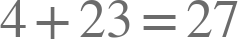 4 + 23 = 27